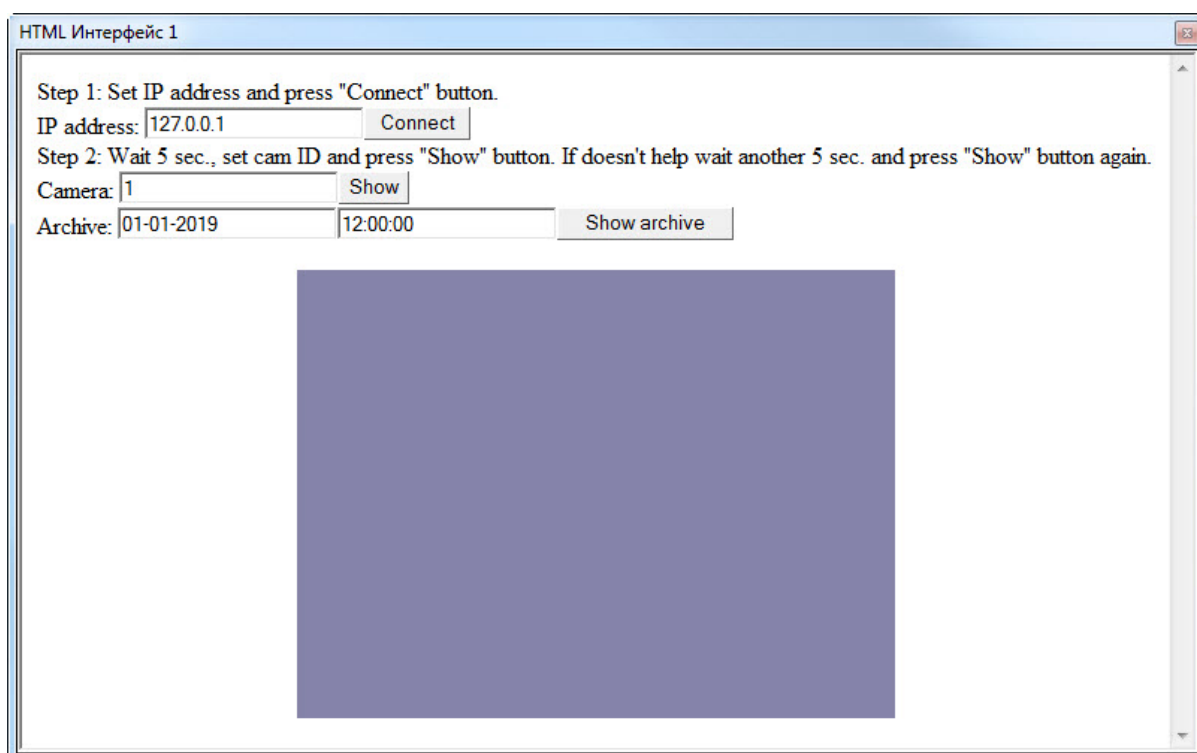 HTML Интерфейс 1
Step 1: Set IP address and press "Connect" button.
IP address: 127.0.0.1 Connect
Step 2: Wait 5 sec., set cam ID and press "Show" button. If doesn't help wait another 5 sec. and press "Show" button again.
Camera: 1 Show
Archive: 01-01-2019 12:00:00 Show archive